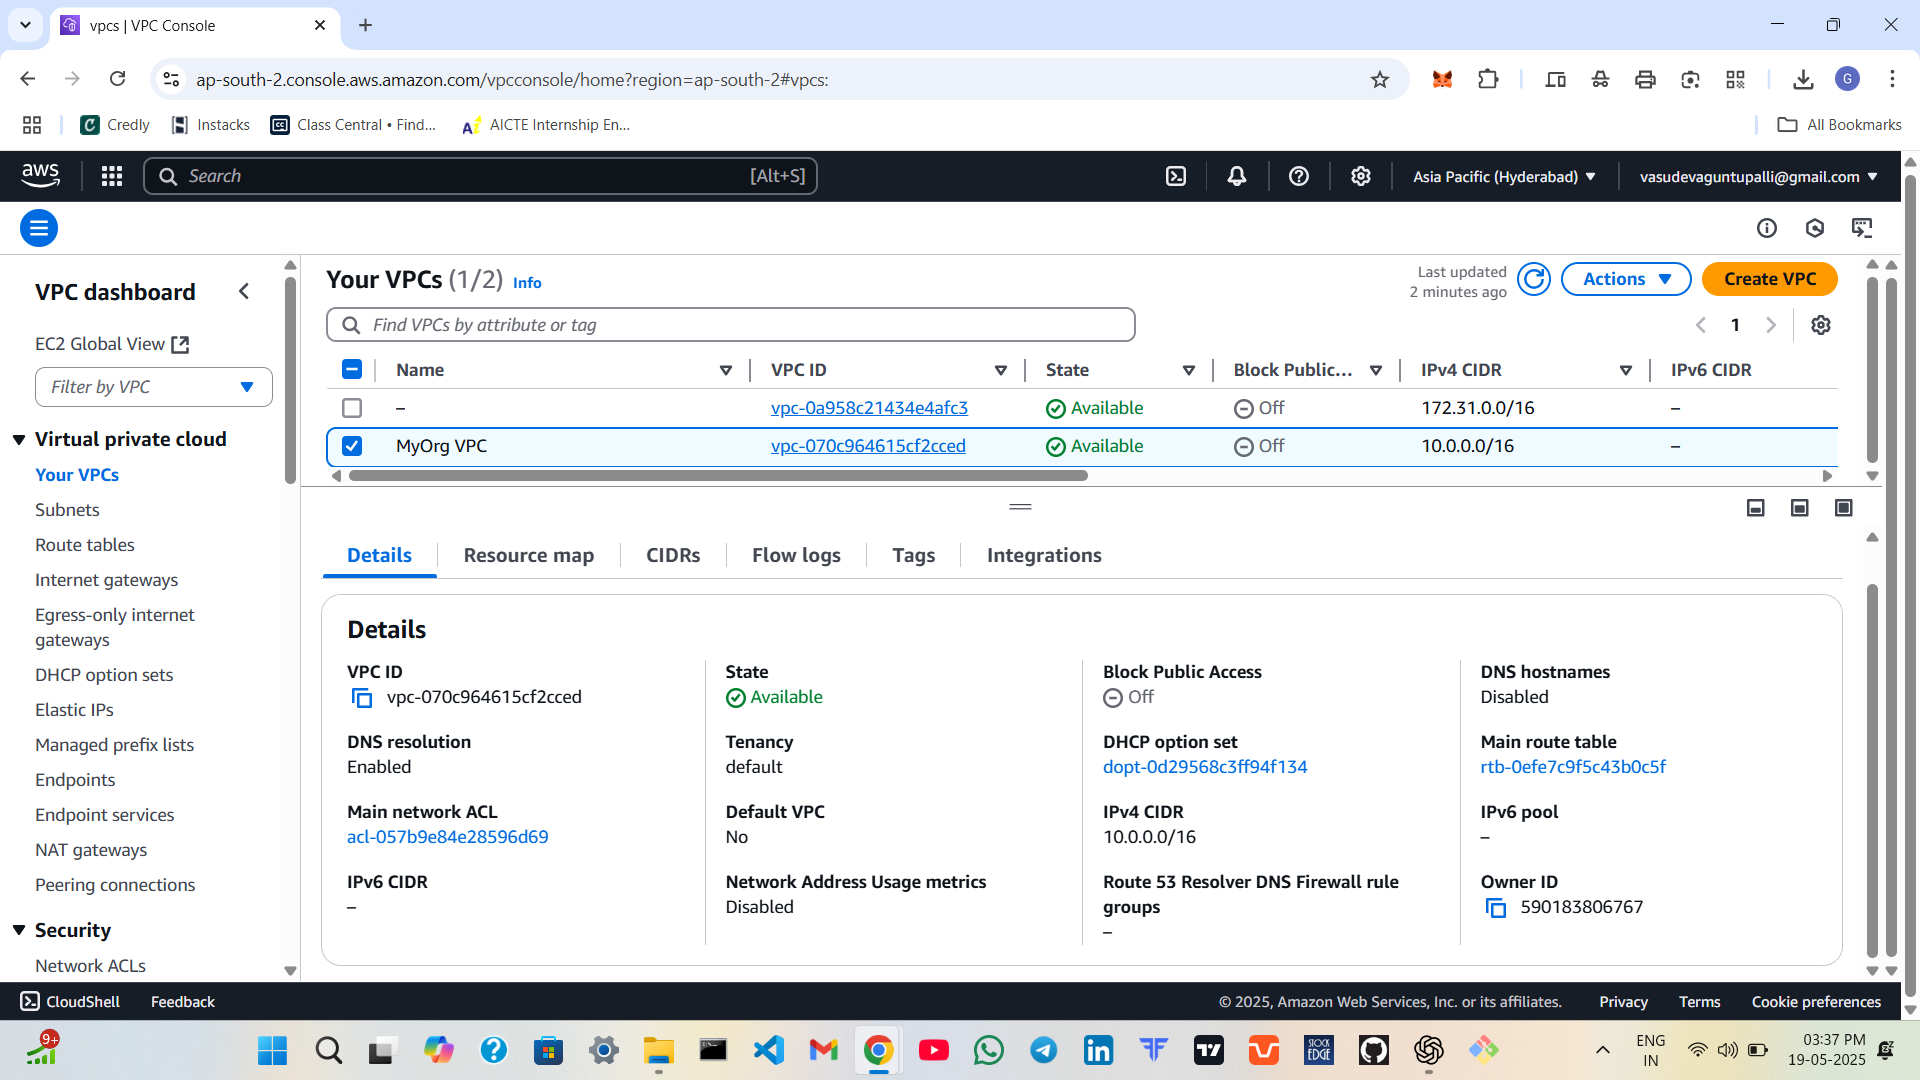 vpcs | VPC Console
ap-south-2.console.aws.amazon.com/vpcconsole/home?region=ap-south-2#vpcs:
G
Credly
Instacks
Class Central • Find...
AICTE Internship En...
All Bookmarks
aws
Search
[Alt+S]
Asia Pacific (Hyderabad)
vasudevaguntupalli@gmail.com
VPC dashboard
EC2 Global View
Filter by VPC
Virtual private cloud
Your VPCs
Subnets
Route tables
Internet gateways
Egress-only internet
gateways
DHCP option sets
Elastic IPs
Managed prefix lists
Endpoints
Endpoint services
NAT gateways
Peering connections
Security
Network ACLs
Your VPCs (1/2) Info
Last updated
2 minutes ago
Actions
Create VPC
Find VPCs by attribute or tag
1
Name VPC ID State Block Public... IPv4 CIDR IPv6 CIDR
– vpc-0a958c21434e4afc3 Available Off 172.31.0.0/16 –
MyOrg VPC vpc-070c964615cf2cced Available Off 10.0.0.0/16 –
Details Resource map CIDRs Flow logs Tags Integrations
Details
VPC ID
vpc-070c964615cf2cced
State
Available
Block Public Access
Off
DNS hostnames
Disabled
DNS resolution
Enabled
Tenancy
default
DHCP option set
dopt-0d29568c3ff94f134
Main route table
rtb-0efe7c9f5c43b0c5f
Main network ACL
acl-057b9e84e28596d69
Default VPC
No
IPv4 CIDR
10.0.0.0/16
IPv6 pool
–
IPv6 CIDR
–
Network Address Usage metrics
Disabled
Route 53 Resolver DNS Firewall rule
groups
–
Owner ID
590183806767
CloudShell
Feedback
© 2025, Amazon Web Services, Inc. or its affiliates.
Privacy
Terms
Cookie preferences
9+
STOCK
EDGE
ENG
IN
03:37 PM
19-05-2025